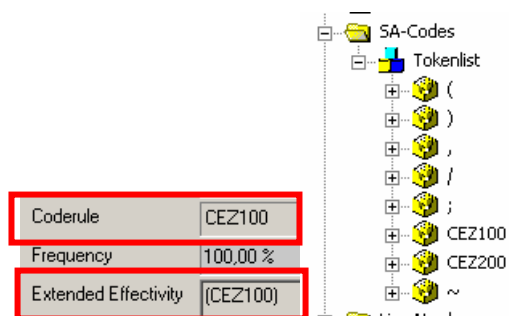 SA-Codes
Tokenlist
(
)
,
/
;
CEZ100
CEZ200
~
Coderule CEZ100
Frequency 100,00 %
Extended Effectivity (CEZ100)